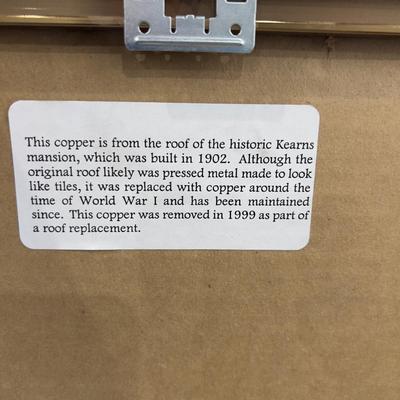 This copper is from the roof of the historic Kearns
mansion, which was built in 1902. Although the
original roof likely was pressed metal made to look
like tiles, it was replaced with copper around the
time of World War I and has been maintained
since. This copper was removed in 1999 as part of
a roof replacement.